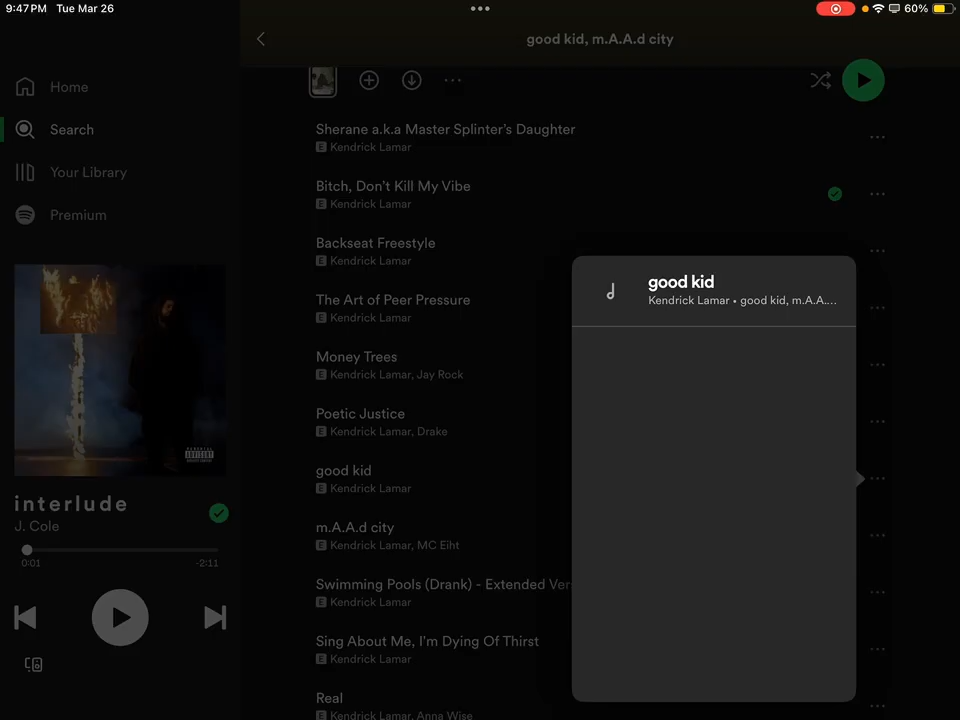 9:47 PM Tue Mar 26
60%
good kid, m.A.A.d city
Home
Search
Your Library
Premium
interlude
J. Cole
0:01
-2:11
Sherane a.k.a Master Splinter's Daughter
E Kendrick Lamar
Bitch, Don't Kill My Vibe
E Kendrick Lamar
Backseat Freestyle
E Kendrick Lamar
The Art of Peer Pressure
E Kendrick Lamar
Money Trees
E Kendrick Lamar, Jay Rock
Poetic Justice
E Kendrick Lamar, Drake
good kid
E Kendrick Lamar
m.A.A.d city
E Kendrick Lamar, MC Eiht
Swimming Pools (Drank) - Extended Ver
E Kendrick Lamar
Sing About Me, I'm Dying Of Thirst
E Kendrick Lamar
Real
E Kendrick Lamar, Anna Wise
good kid
Kendrick Lamar • good kid, m.A.A....